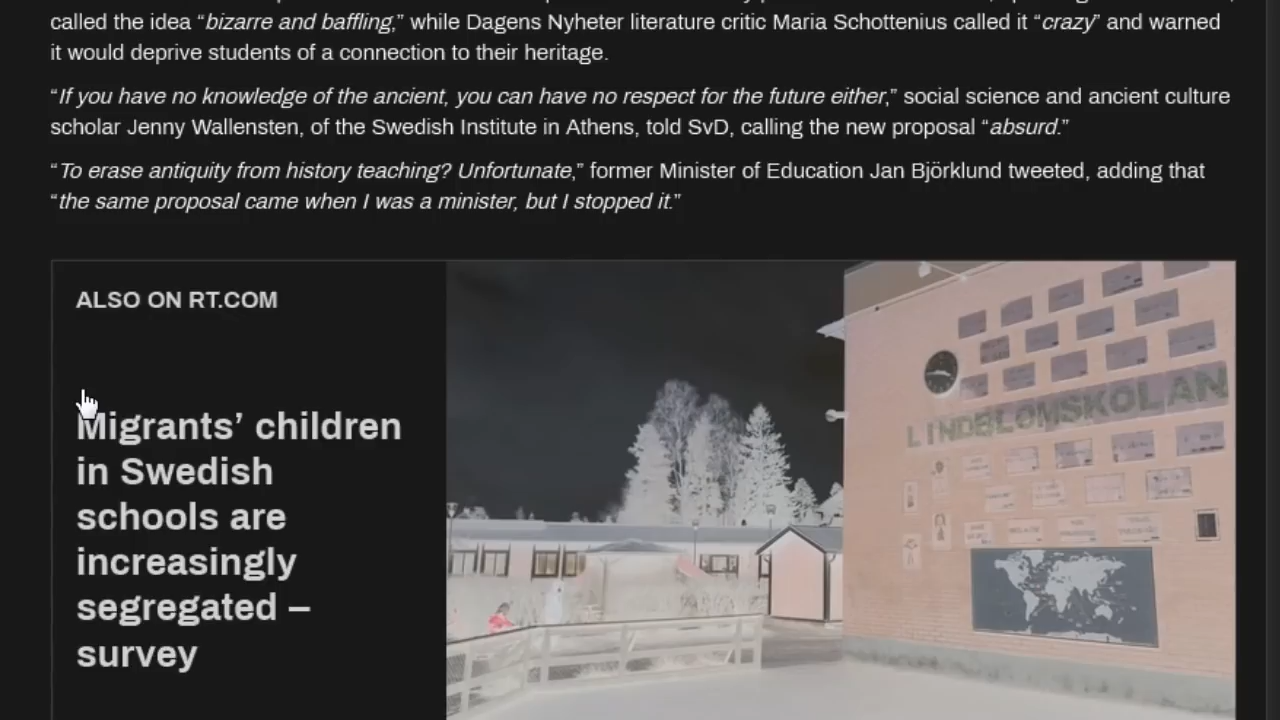 called the idea “bizarre and baffling,” while Dagens Nyheter literature critic Maria Schottenius called it “crazy” and warned
it would deprive students of a connection to their heritage.
“If you have no knowledge of the ancient, you can have no respect for the future either,” social science and ancient culture
scholar Jenny Wallensten, of the Swedish Institute in Athens, told SvD, calling the new proposal “absurd.”
“To erase antiquity from history teaching? Unfortunate,” former Minister of Education Jan Björklund tweeted, adding that
“the same proposal came when I was a minister, but I stopped it.”
ALSO ON RT.COM
Migrants’ children
in Swedish
schools are
increasingly
segregated –
survey
LINDBLOMSKOLAN